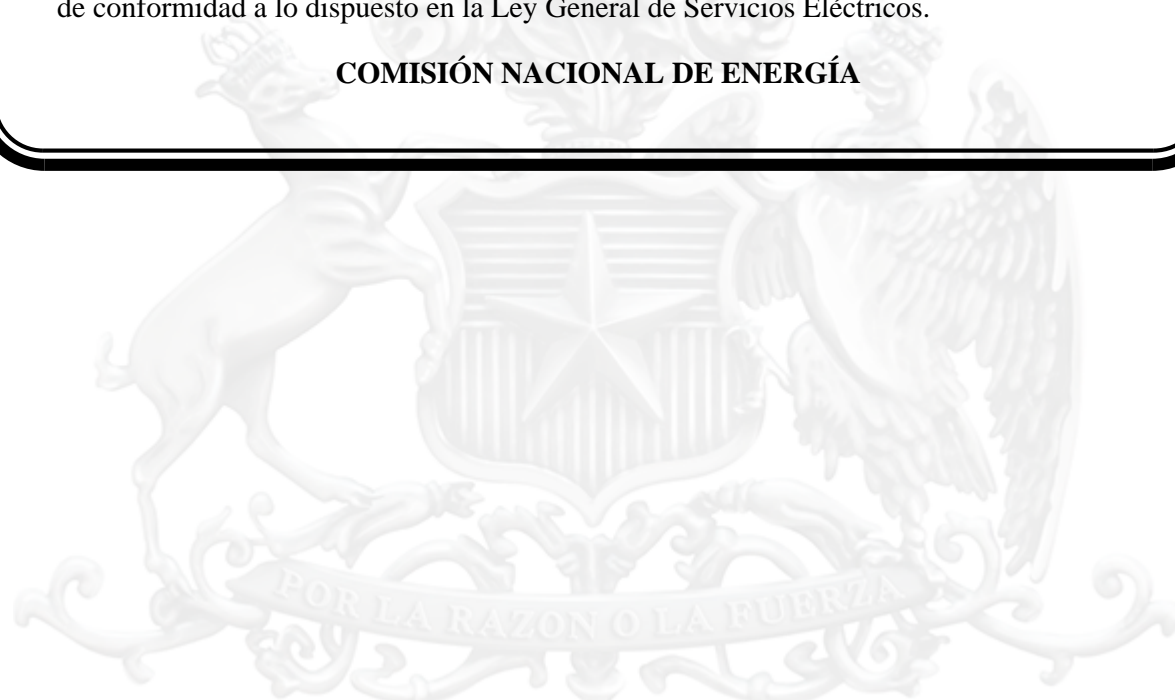 de conformidad a lo dispuesto en la Ley General de Servicios Eléctricos.
COMISIÓN NACIONAL DE ENERGÍA
POR LA RAZON O LA FUERZA